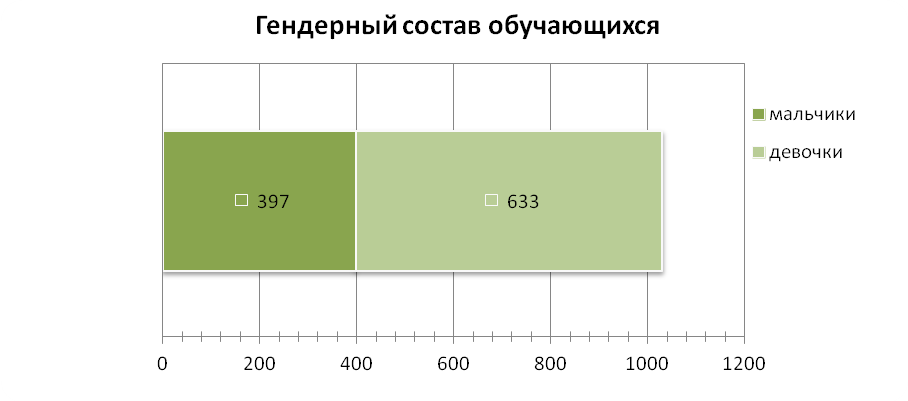 Гендерный состав обучающихся
мальчики
девочки
397 633
0 200 400 600 800 1000 1200